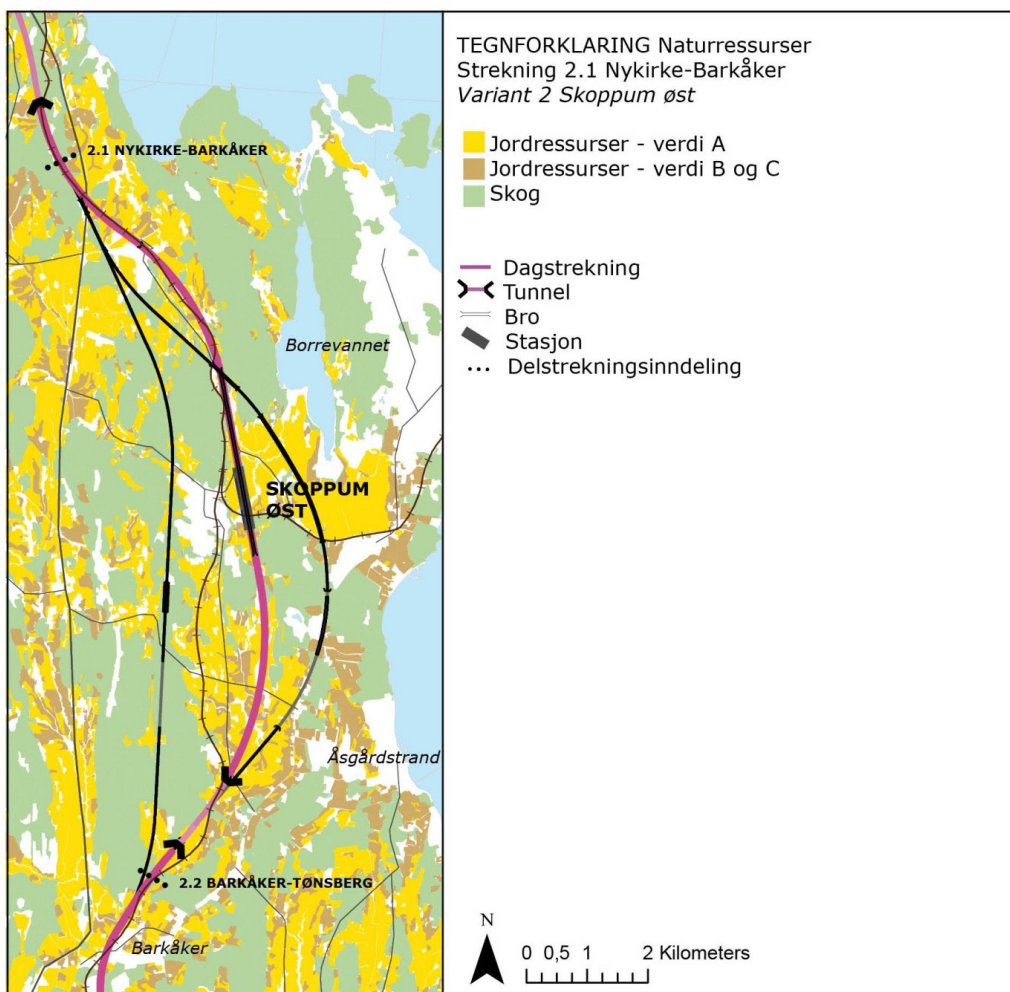 2.1 NYKIRKE-BARKÅKER
Borrevannet
SKOPPUM
ØST
Åsgårdstrand
2.2 BARKÅKER-TØNSBERG
Barkåker
TEGNFORKLARING Naturressurser
Strekning 2.1 Nykirke-Barkåker
Variant 2 Skoppum øst
Jordressurser - verdi A
Jordressurser - verdi B og C
Skog
Dagstrekning
Tunnel
Bro
Stasjon
Delstrekningsinndeling
N
0 0,5 1 2 Kilometers